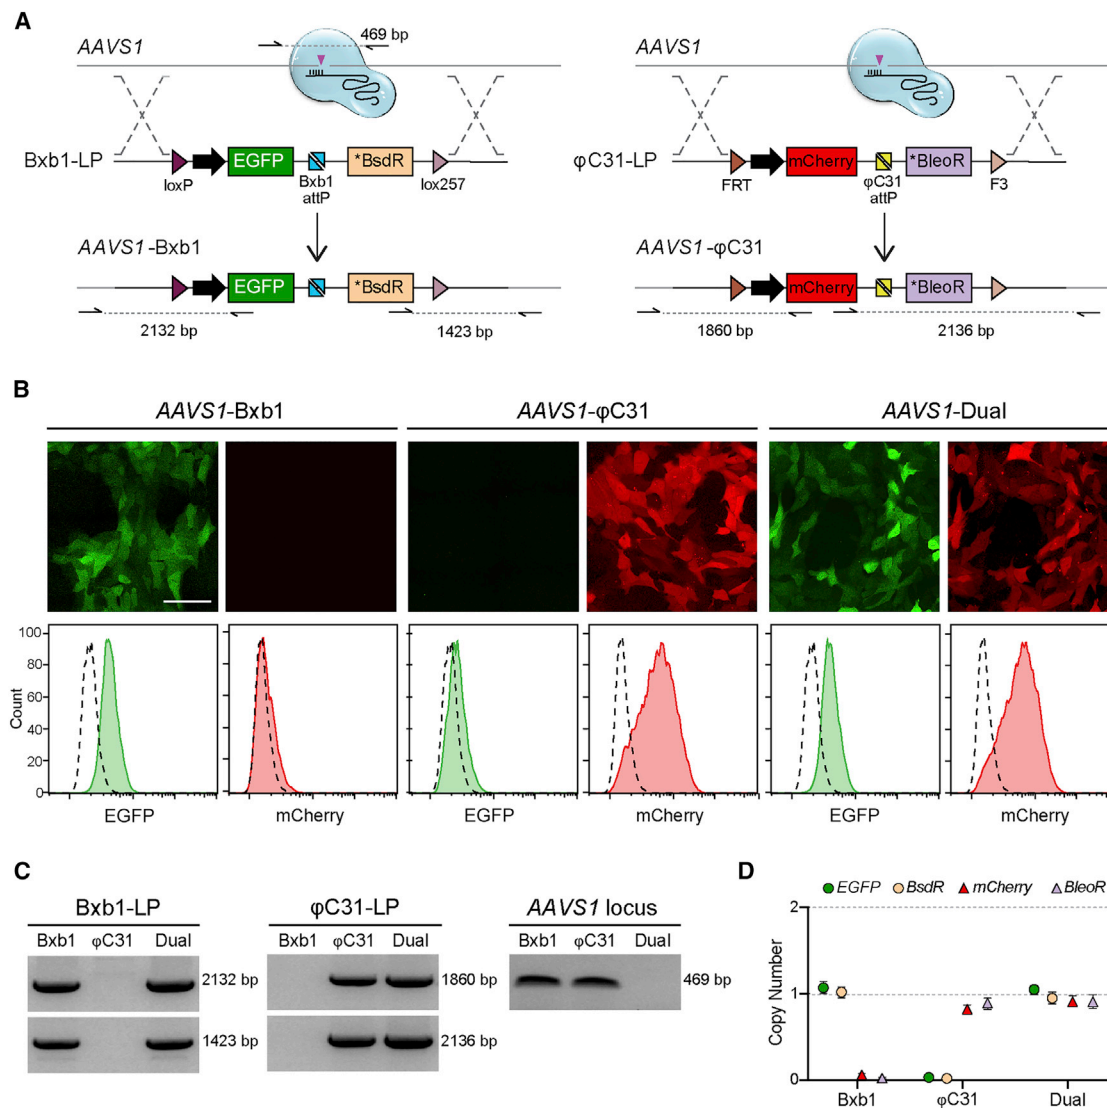 A
AAVS1
469 bp
AAVS1
Bxb1-LP
EGFP
*BsdR
loxP
Bxb1
attP
lox257
φC31-LP
mCherry
*BleoR
FRT
φC31
attP
F3
AAVS1-Bxb1
EGFP
*BsdR
2132 bp
1423 bp
AAVS1-φC31
mCherry
*BleoR
1860 bp
2136 bp
B
AAVS1-Bxb1
AAVS1-φC31
AAVS1-Dual
Count
100
80
60
40
20
0
EGFP
mCherry
EGFP
mCherry
EGFP
mCherry
C
Bxb1-LP
Bxb1 φC31 Dual
2132 bp
1423 bp
φC31-LP
Bxb1 φC31 Dual
1860 bp
2136 bp
AAVS1 locus
Bxb1 φC31 Dual
469 bp
D
EGFP BsdR mCherry BleoR
Copy Number
2
1
0
Bxb1 φC31 Dual